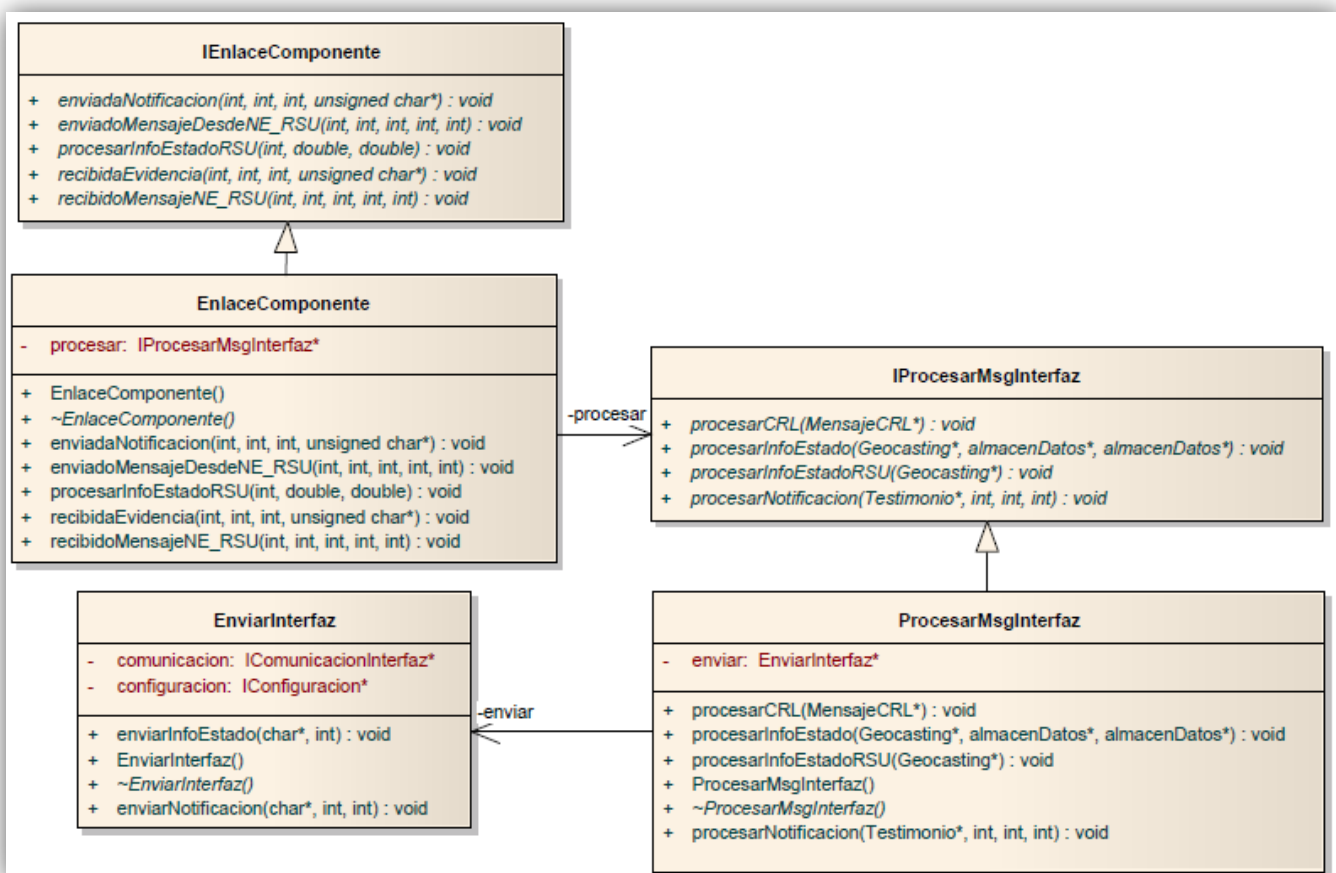 IEnlaceComponente
+ enviadaNotificacion(int, int, int, unsigned char*) : void
+ enviadoMensajeDesdeNE_RSU(int, int, int, int, int) : void
+ procesarInfoEstadoRSU(int, double, double) : void
+ recibidaEvidencia(int, int, int, unsigned char*) : void
+ recibidoMensajeNE_RSU(int, int, int, int, int) : void
EnlaceComponente
- procesar: IProcesarMsgInterfaz*
+ EnlaceComponente()
+ ~EnlaceComponente()
+ enviadaNotificacion(int, int, int, unsigned char*) : void
+ enviadoMensajeDesdeNE_RSU(int, int, int, int, int) : void
+ procesarInfoEstadoRSU(int, double, double) : void
+ recibidaEvidencia(int, int, int, unsigned char*) : void
+ recibidoMensajeNE_RSU(int, int, int, int, int) : void
-procesar
IProcesarMsgInterfaz
+ procesarCRL(MensajeCRL*) : void
+ procesarInfoEstado(Geocasting*, almacenDatos*, almacenDatos*) : void
+ procesarInfoEstadoRSU(Geocasting*) : void
+ procesarNotificacion(Testimonio*, int, int, int) : void
EnviarInterfaz
- comunicacion: IComunicacionInterfaz*
- configuracion: IConfiguracion*
+ enviarInfoEstado(char*, int) : void
+ EnviarInterfaz()
+ ~EnviarInterfaz()
+ enviarNotificacion(char*, int, int) : void
-enviar
ProcesarMsgInterfaz
- enviar: EnviarInterfaz*
+ procesarCRL(MensajeCRL*) : void
+ procesarInfoEstado(Geocasting*, almacenDatos*, almacenDatos*) : void
+ procesarInfoEstadoRSU(Geocasting*) : void
+ ProcesarMsgInterfaz()
+ ~ProcesarMsgInterfaz()
+ procesarNotificacion(Testimonio*, int, int, int) : void